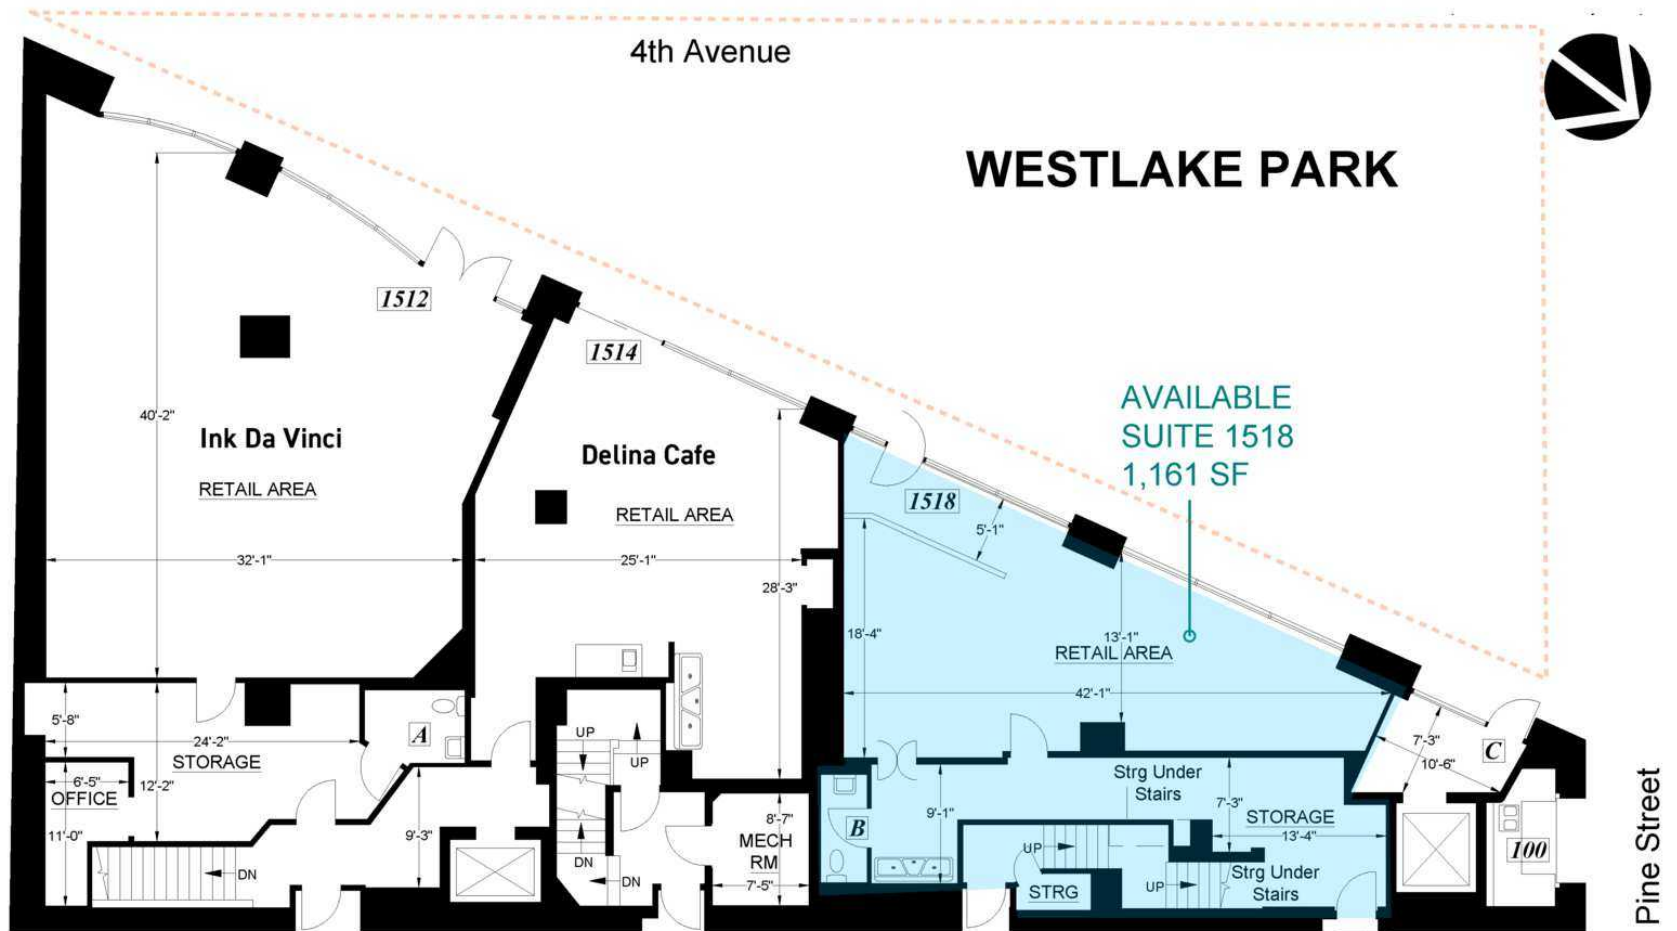 4th Avenue
WESTLAKE PARK
1512
1514
40'-2"
Ink Da Vinci
RETAIL AREA
32'-1"
Delina Cafe
RETAIL AREA
25'-1"
28'-3"
AVAILABLE
SUITE 1518
1,161 SF
1518
5'-1"
18'-4"
13'-1"
RETAIL AREA
42'-1"
5'-8"
24'-2"
STORAGE
A
6'-5"
OFFICE
12'-2"
11'-0"
9'-3"
DN
UP
UP
DN
DN
8'-7"
MECH
RM
7'-5"
B
9'-1"
Strg Under
Stairs
7'-3"
STORAGE
13'-4"
UP
STRG
UP
Strg Under
Stairs
7'-3"
10'-6"
C
100
Pine Street